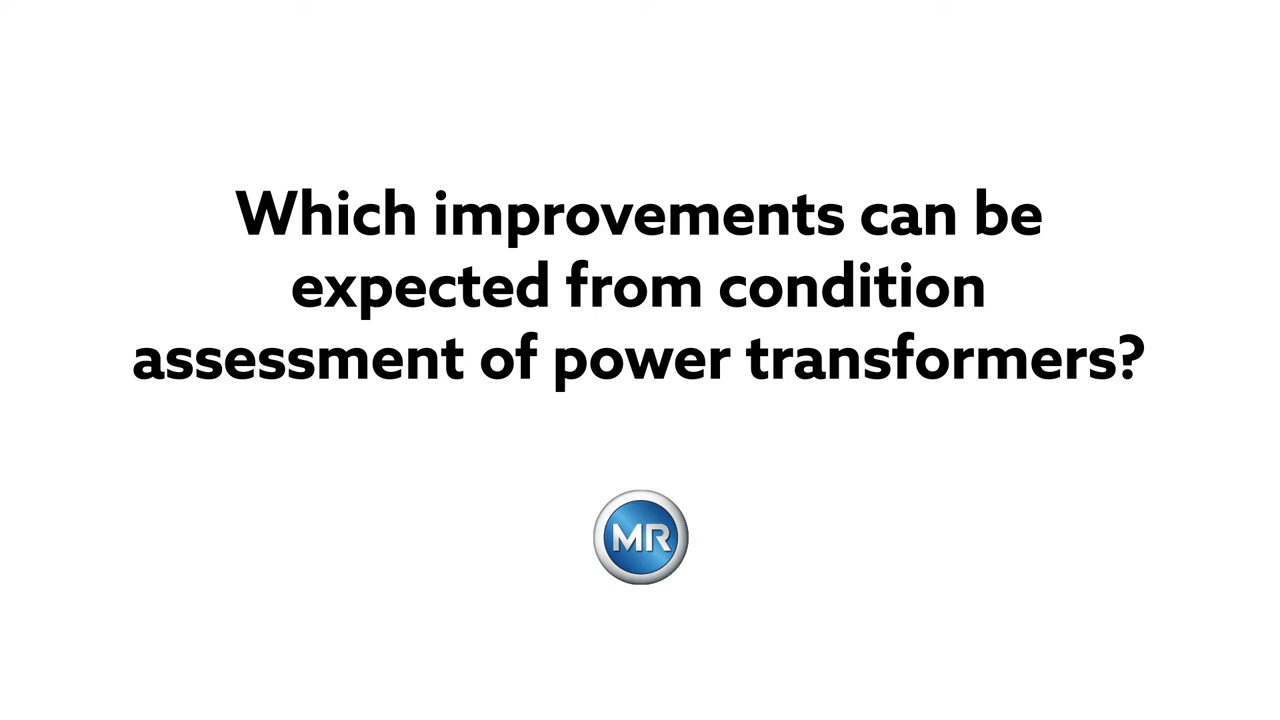 Which improvements can be
expected from condition
assessment of power transformers?
MR